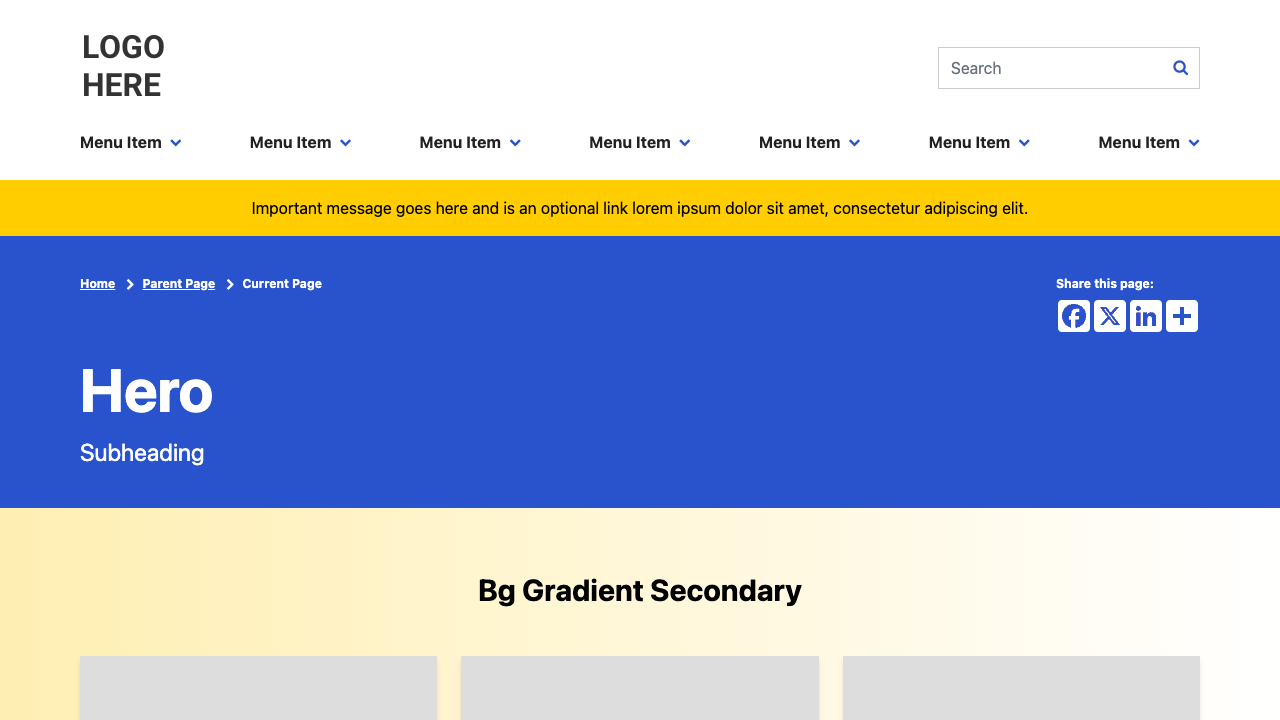 LOGO
HERE
Search
Menu Item Menu Item Menu Item Menu Item Menu Item Menu Item Menu Item
Important message goes here and is an optional link lorem ipsum dolor sit amet, consectetur adipiscing elit.
Home Parent Page Current Page
Share this page:
Hero
Subheading
Bg Gradient Secondary